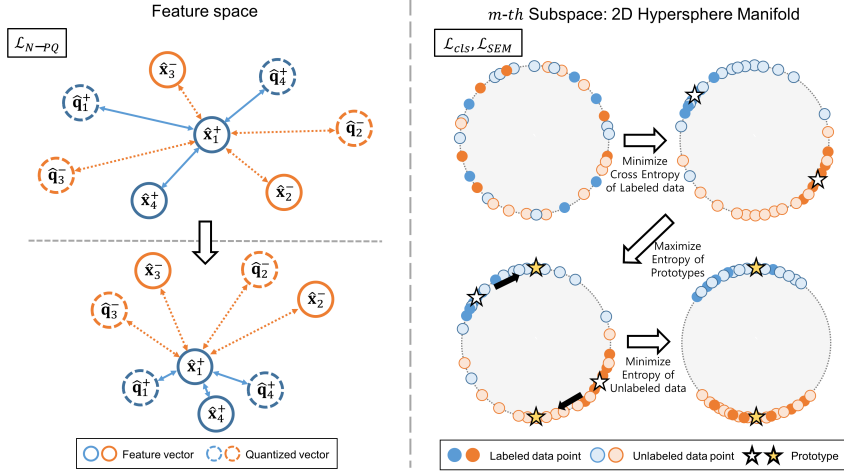 Feature space
m-th Subspace: 2D Hypersphere Manifold
ℒ_{N-PQ}
x̂₃⁻
q̂₄⁺
q̂₁⁺
x̂₁⁺
q̂₂⁻
q̂₃⁻
x̂₄⁺
x̂₂⁻
x̂₃⁻
q̂₂⁻
x̂₂⁻
q̂₃⁻
x̂₁⁺
q̂₁⁺
q̂₄⁺
x̂₄⁺
Feature vector
Quantized vector
ℒ_{cls}, ℒ_{SEM}
Minimize
Cross Entropy
of Labeled data
Maximize
Entropy of
Prototypes
Minimize
Entropy of
Unlabeled data
Labeled data point
Unlabeled data point
Prototype